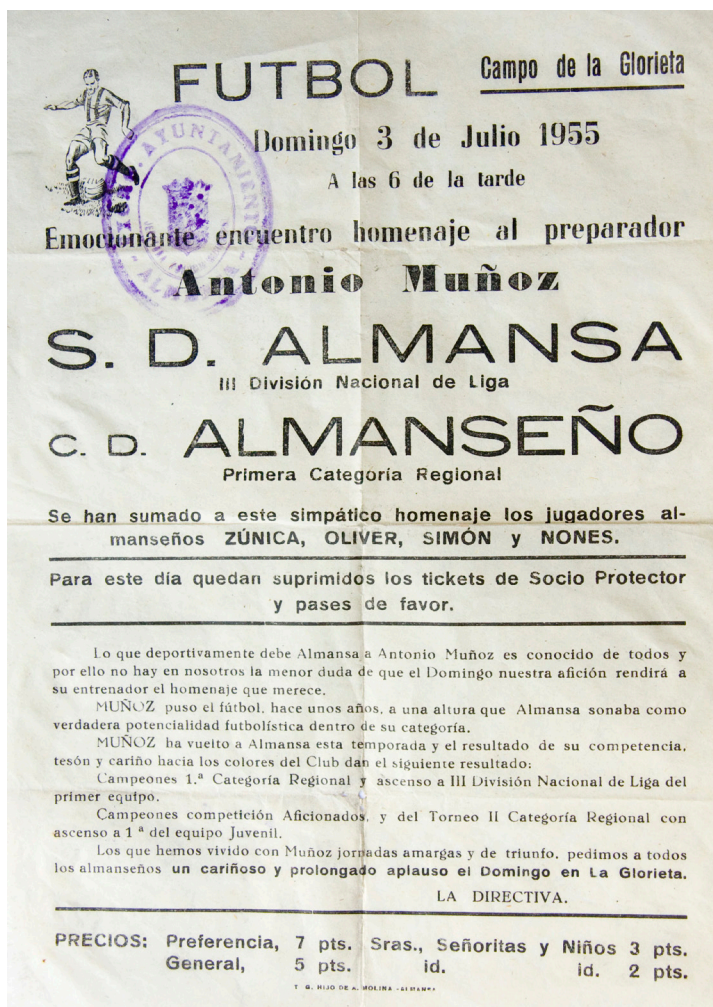 FUTBOL Campo de la Glorieta
Domingo 3 de Julio 1955
A las 6 de la tarde
Emocionante encuentro homenaje al preparador
Antonio Muñoz
S. D. ALMANSA
III División Nacional de Liga
C. D. ALMANSEÑO
Primera Categoría Regional
Se han sumado a este simpático homenaje los jugadores al-
manseños ZÚNICA, OLIVER, SIMÓN y NONES.
Para este día quedan suprimidos los tickets de Socio Protector
y pases de favor.
Lo que deportivamente debe Almansa a Antonio Muñoz es conocido de todos y
por ello no hay en nosotros la menor duda de que el Domingo nuestra afición rendirá a
su entrenador el homenaje que merece.
MUÑOZ puso el fútbol, hace unos años, a una altura que Almansa sonaba como
verdadera potencialidad futbolística dentro de su categoría.
MUÑOZ ha vuelto a Almansa esta temporada y el resultado de su competencia,
tesón y cariño hacia los colores del Club dan el siguiente resultado:
Campeones 1.ª Categoría Regional y ascenso a III División Nacional de Liga del
primer equipo.
Campeones competición Aficionados, y del Torneo II Categoría Regional con
ascenso a 1 ª del equipo Juvenil.
Los que hemos vivido con Muñoz jornadas amargas y de triunfo, pedimos a todos
los almanseños un cariñoso y prolongado aplauso el Domingo en La Glorieta.
LA DIRECTIVA.
PRECIOS: Preferencia, 7 pts. Sras., Señoritas y Niños 3 pts.
General, 5 pts. id. id. 2 pts.
T. G. HIJO DE A. MOLINA - ALMANSA
AYUNTAMIENTO